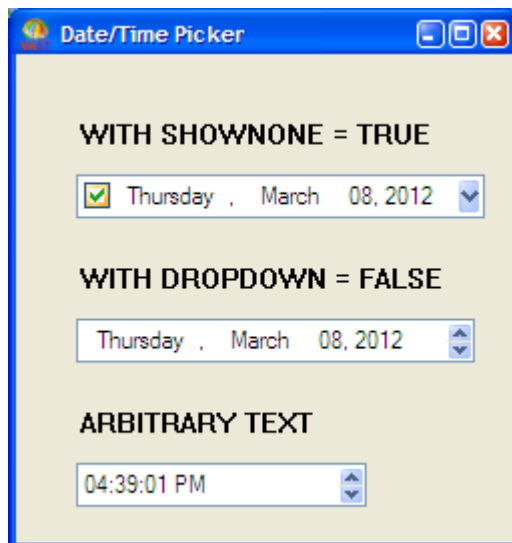 Date/Time Picker
WITH SHOWNONE = TRUE
Thursday , March 08, 2012
WITH DROPDOWN = FALSE
Thursday , March 08, 2012
ARBITRARY TEXT
04:39:01 PM